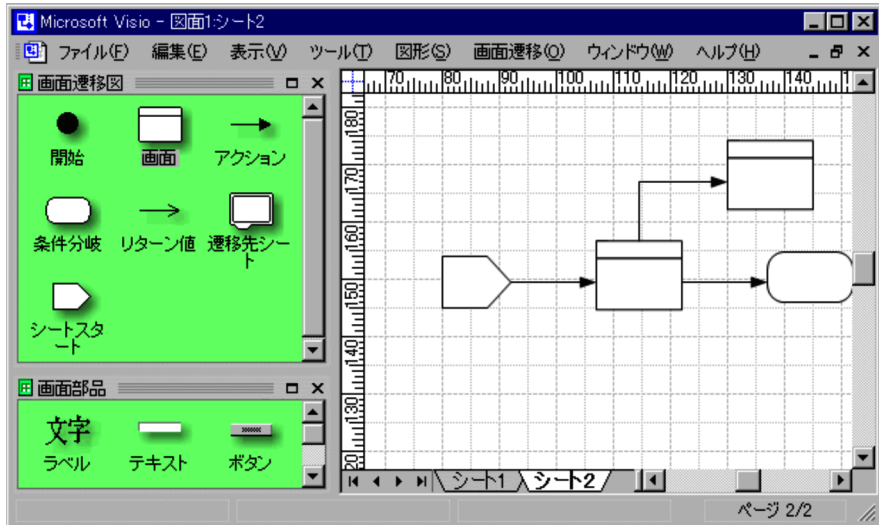 Microsoft Visio - 図面1:シート2
ファイル(F) 編集(E) 表示(V) ツール(T) 図形(S) 画面遷移(O) ウィンドウ(W) ヘルプ(H)
画面遷移図
開始
画面
アクション
条件分岐
リターン値
遷移先シー
ト
シートスタ
ート
画面部品
文字
ラベル
テキスト
ボタン
70 80 90 100 110 120 130 140 1
180
170
160
150
140
130
20
シート1 シート2
ページ 2/2